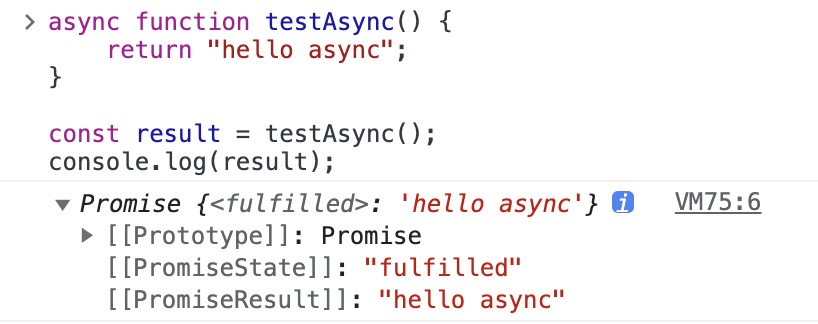 async function testAsync() {
    return "hello async";
}

const result = testAsync();
console.log(result);
Promise {<fulfilled>: 'hello async'} i VM75:6
[[Prototype]]: Promise
[[PromiseState]]: "fulfilled"
[[PromiseResult]]: "hello async"